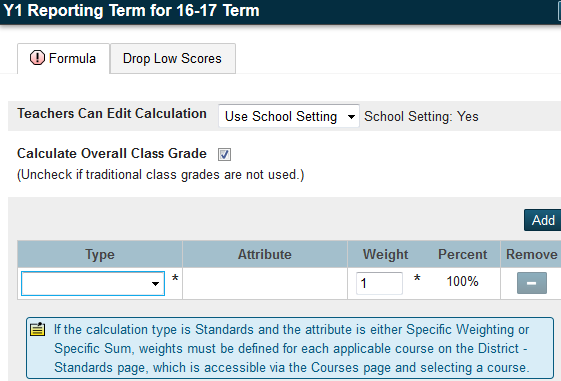 Y1 Reporting Term for 16-17 Term
Formula
Drop Low Scores
Teachers Can Edit Calculation Use School Setting School Setting: Yes
Calculate Overall Class Grade
(Uncheck if traditional class grades are not used.)
Add
Type Attribute Weight Percent Remove
* 1 * 100%
If the calculation type is Standards and the attribute is either Specific Weighting or
Specific Sum, weights must be defined for each applicable course on the District -
Standards page, which is accessible via the Courses page and selecting a course.